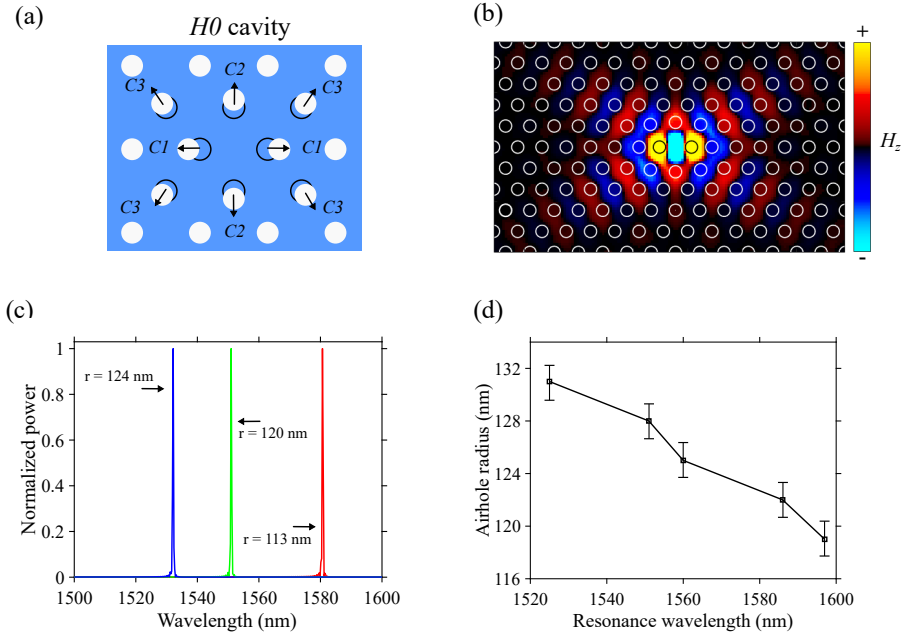 (a)
H0 cavity
C3
C2
C3
C1
C1
C3
C2
C3
(b)
+
Hz
-
(c)
Normalized power
1
0.8
0.6
0.4
0.2
0
r = 124 nm
r = 120 nm
r = 113 nm
1500
1520
1540
1560
1580
1600
Wavelength (nm)
(d)
Airhole radius (nm)
132
128
124
120
116
1520
1540
1560
1580
1600
Resonance wavelength (nm)